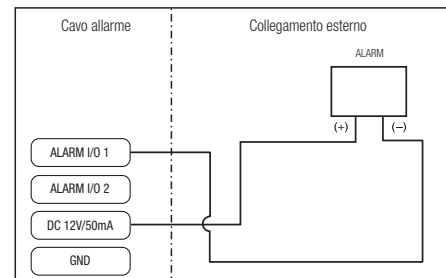 Cavo allarme
Collegamento esterno
ALARM
(+)
(−)
ALARM I/O 1
ALARM I/O 2
DC 12V/50mA
GND